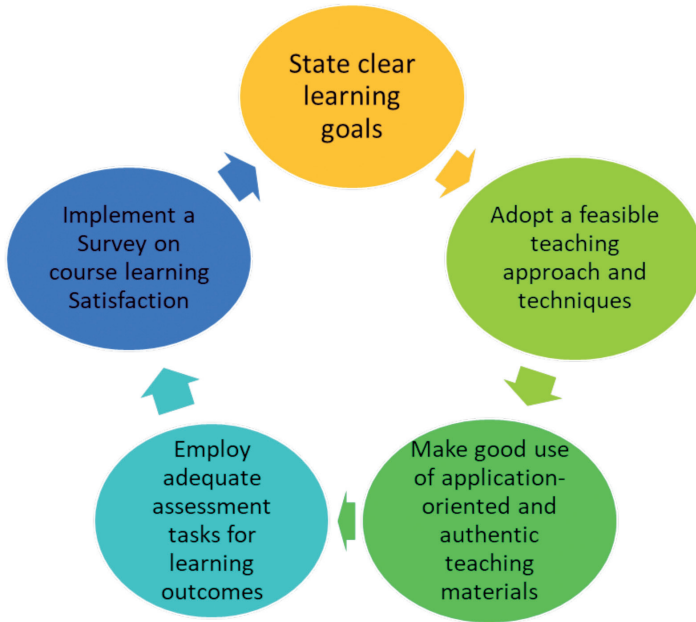 State clear
learning
goals
Adopt a feasible
teaching
approach and
techniques
Make good use
of application-
oriented and
authentic
teaching
materials
Employ
adequate
assessment
tasks for
learning
outcomes
Implement a
Survey on
course learning
Satisfaction